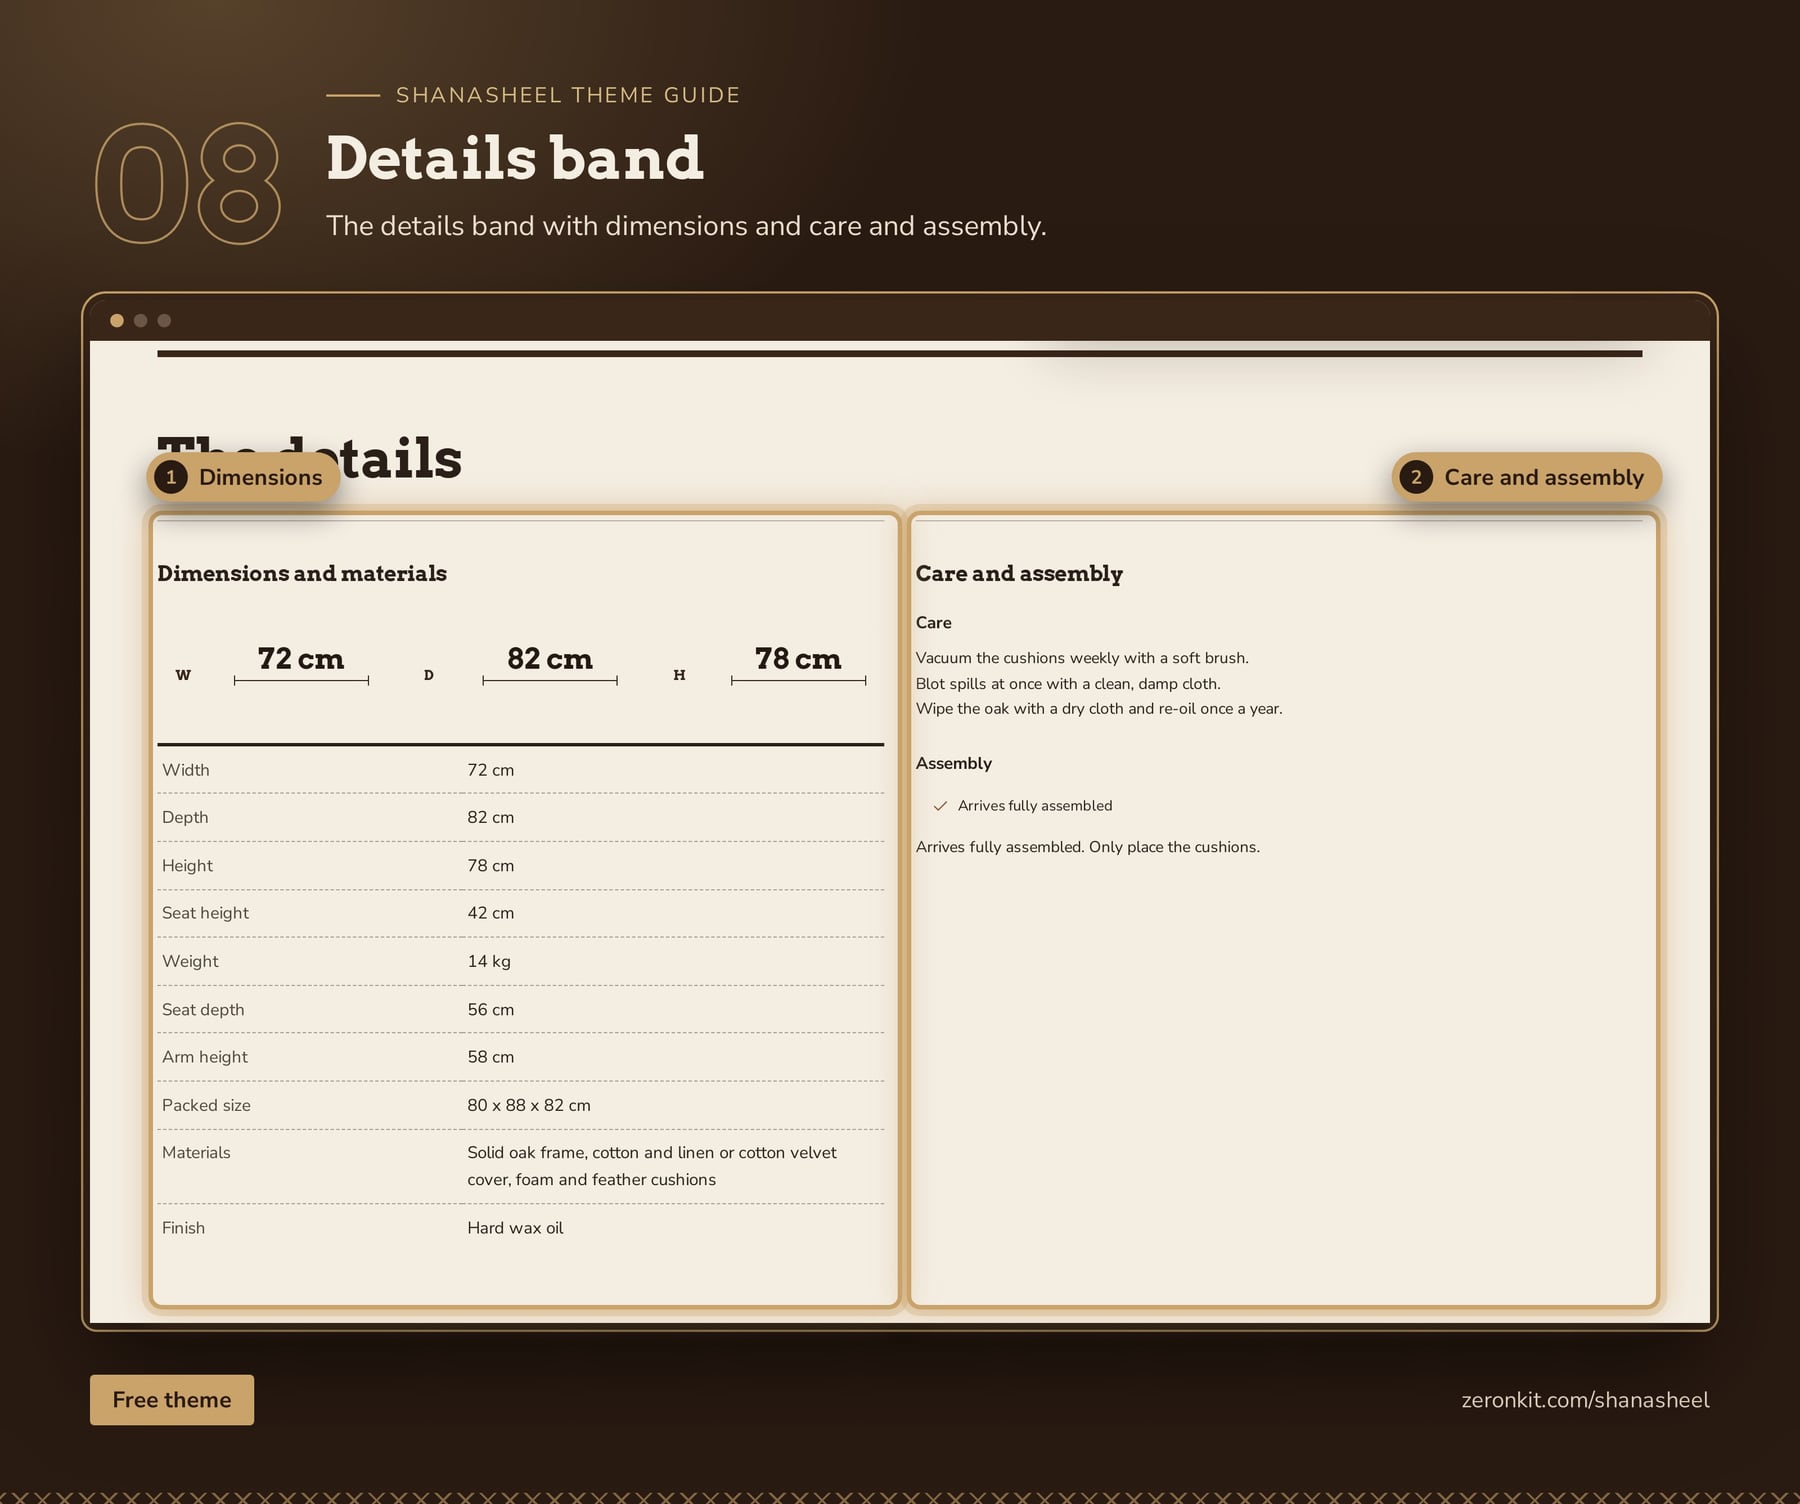 08
SHANASHEEL THEME GUIDE
Details band
The details band with dimensions and care and assembly.
The details
1 Dimensions
2 Care and assembly
Dimensions and materials
W 72 cm D 82 cm H 78 cm
Width 72 cm
Depth 82 cm
Height 78 cm
Seat height 42 cm
Weight 14 kg
Seat depth 56 cm
Arm height 58 cm
Packed size 80 x 88 x 82 cm
Materials Solid oak frame, cotton and linen or cotton velvet
cover, foam and feather cushions
Finish Hard wax oil
Care and assembly
Care
Vacuum the cushions weekly with a soft brush.
Blot spills at once with a clean, damp cloth.
Wipe the oak with a dry cloth and re-oil once a year.
Assembly
Arrives fully assembled
Arrives fully assembled. Only place the cushions.
Free theme
zeronkit.com/shanasheel